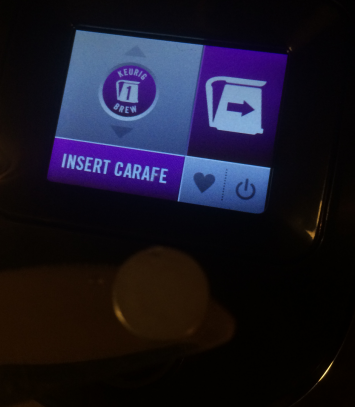 KEURIG
1
BREW
INSERT CARAFE